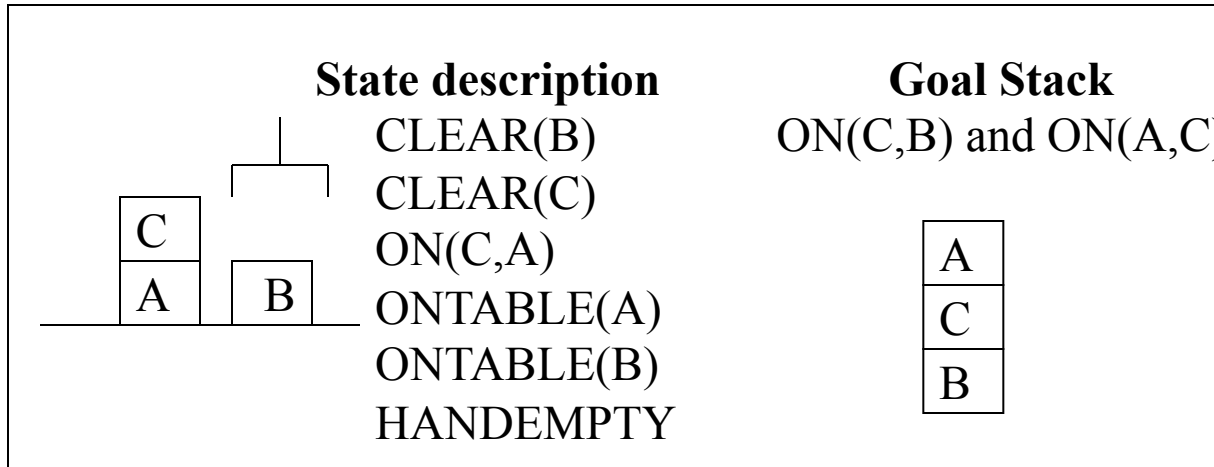 State description
Goal Stack
CLEAR(B)
ON(C,B) and ON(A,C)
CLEAR(C)
ON(C,A)
ONTABLE(A)
ONTABLE(B)
HANDEMPTY
C
A
B
A
C
B